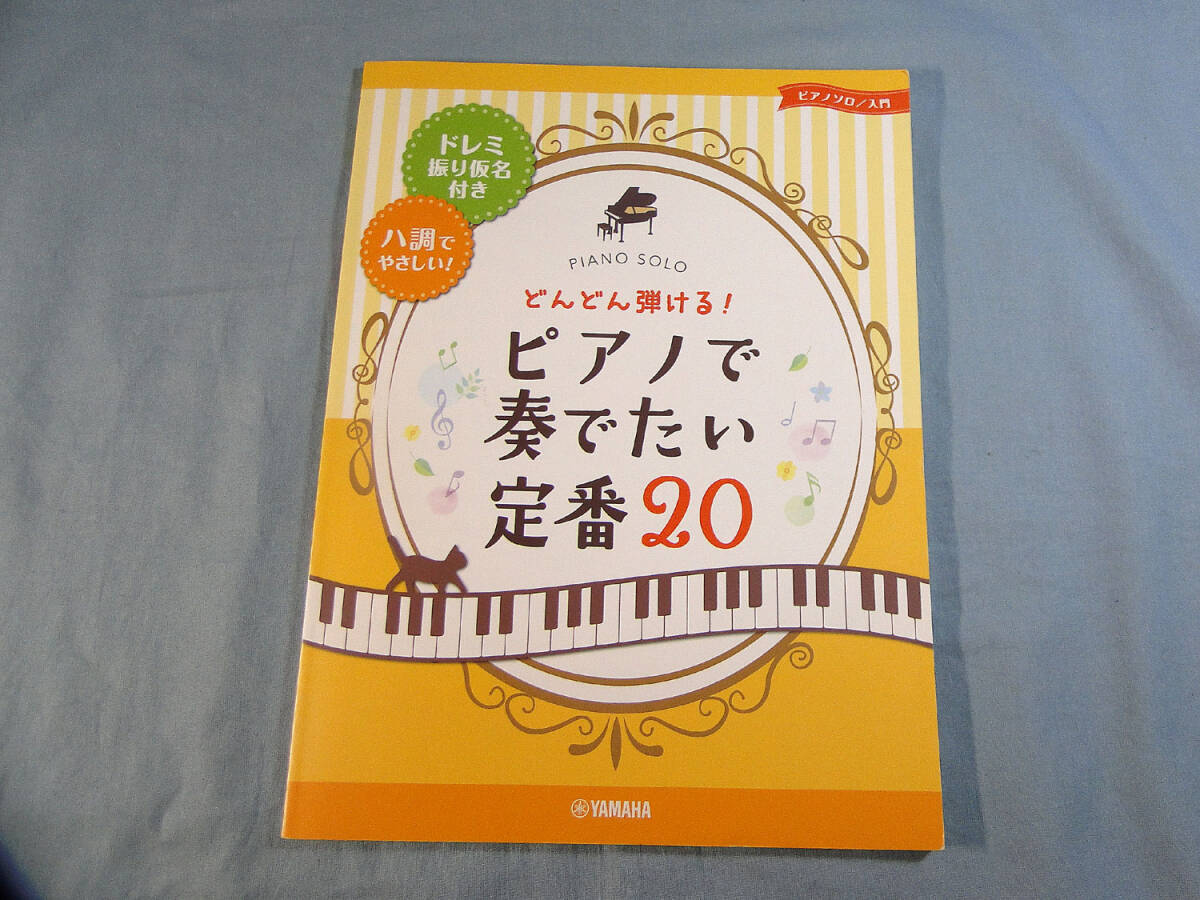 ピアノソロ/入門
ドレミ
振り仮名
付き
ハ調で
やさしい!
PIANO SOLO
どんどん弾ける!
ピアノで
奏でたい
定番20
YAMAHA